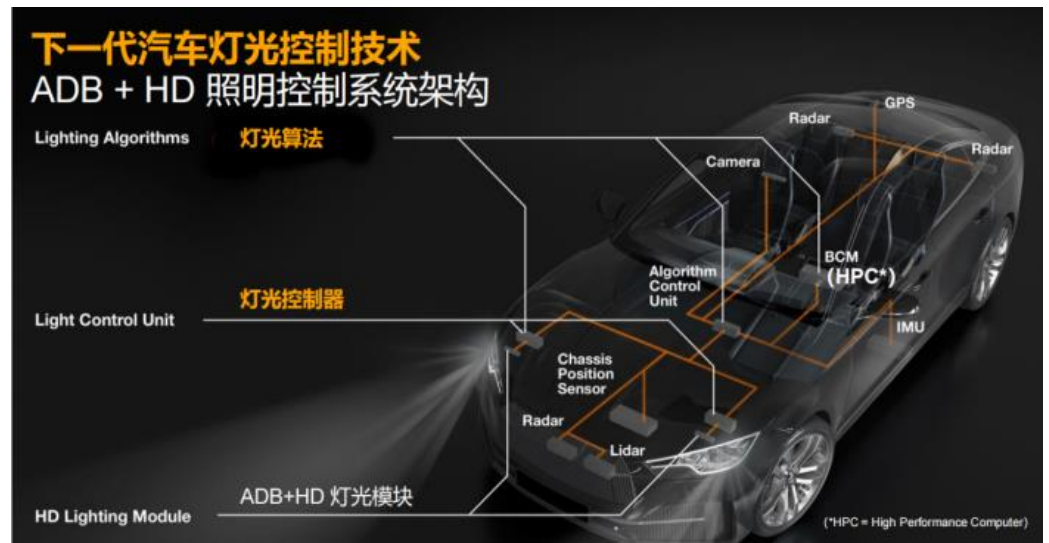 下一代汽车灯光控制技术
ADB + HD 照明控制系统架构
Lighting Algorithms 灯光算法
GPS
Radar
Radar
Camera
BCM
(HPC*)
Algorithm
Control
Unit
灯光控制器
Light Control Unit
IMU
Chassis
Position
Sensor
Radar
Lidar
ADB+HD 灯光模块
HD Lighting Module
(*HPC = High Performance Computer)